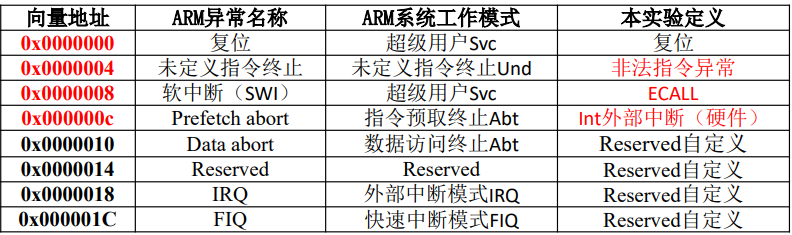 向量地址 ARM异常名称 ARM系统工作模式 本实验定义
0x0000000 复位 超级用户Svc 复位
0x0000004 未定义指令终止 未定义指令终止Und 非法指令异常
0x0000008 软中断（SWI） 超级用户Svc ECALL
0x000000c Prefetch abort 指令预取终止Abt Int外部中断（硬件）
0x0000010 Data abort 数据访问终止Abt Reserved自定义
0x0000014 Reserved Reserved Reserved自定义
0x0000018 IRQ 外部中断模式IRQ Reserved自定义
0x000001C FIQ 快速中断模式FIQ Reserved自定义